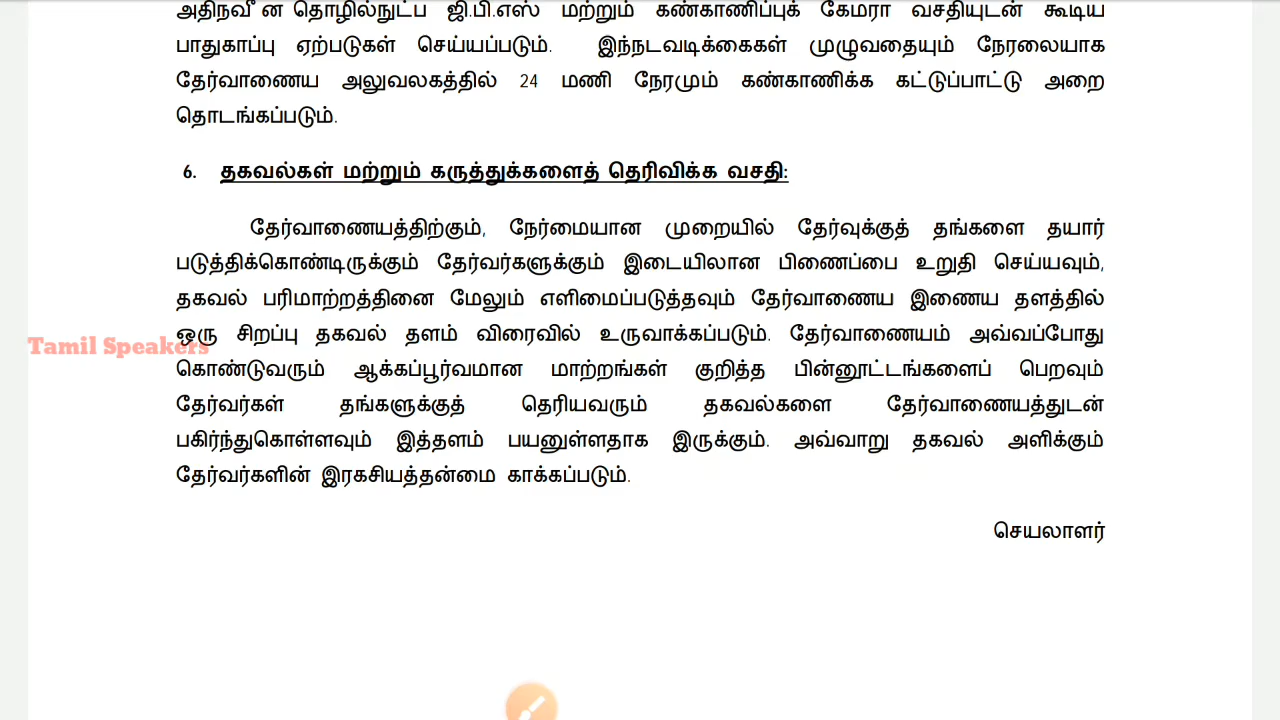 அதிநவீன தொழில்நுட்ப ஜி.பி.எஸ் மற்றும் கண்காணிப்புக் கேமரா வசதியுடன் கூடிய
பாதுகாப்பு ஏற்படுகள் செய்யப்படும். இந்நடவடிக்கைகள் முழுவதையும் நேரலையாக
தேர்வாணைய அலுவலகத்தில் 24 மணி நேரமும் கண்காணிக்க கட்டுப்பாட்டு அறை
தொடங்கப்படும்.
6. தகவல்கள் மற்றும் கருத்துக்களைத் தெரிவிக்க வசதி:
தேர்வாணையத்திற்கும், நேர்மையான முறையில் தேர்வுக்குத் தங்களை தயார்
படுத்திக்கொண்டிருக்கும் தேர்வர்களுக்கும் இடையிலான பிணைப்பை உறுதி செய்யவும்,
தகவல் பரிமாற்றத்தினை மேலும் எளிமைப்படுத்தவும் தேர்வாணைய இணைய தளத்தில்
ஒரு சிறப்பு தகவல் தளம் விரைவில் உருவாக்கப்படும். தேர்வாணையம் அவ்வப்போது
Tamil Speakers
கொண்டுவரும் ஆக்கப்பூர்வமான மாற்றங்கள் குறித்த பின்னூட்டங்களைப் பெறவும்
தேர்வர்கள் தங்களுக்குத் தெரியவரும் தகவல்களை தேர்வாணையத்துடன்
பகிர்ந்துகொள்ளவும் இத்தளம் பயனுள்ளதாக இருக்கும். அவ்வாறு தகவல் அளிக்கும்
தேர்வர்களின் இரகசியத்தன்மை காக்கப்படும்.
செயலாளர்